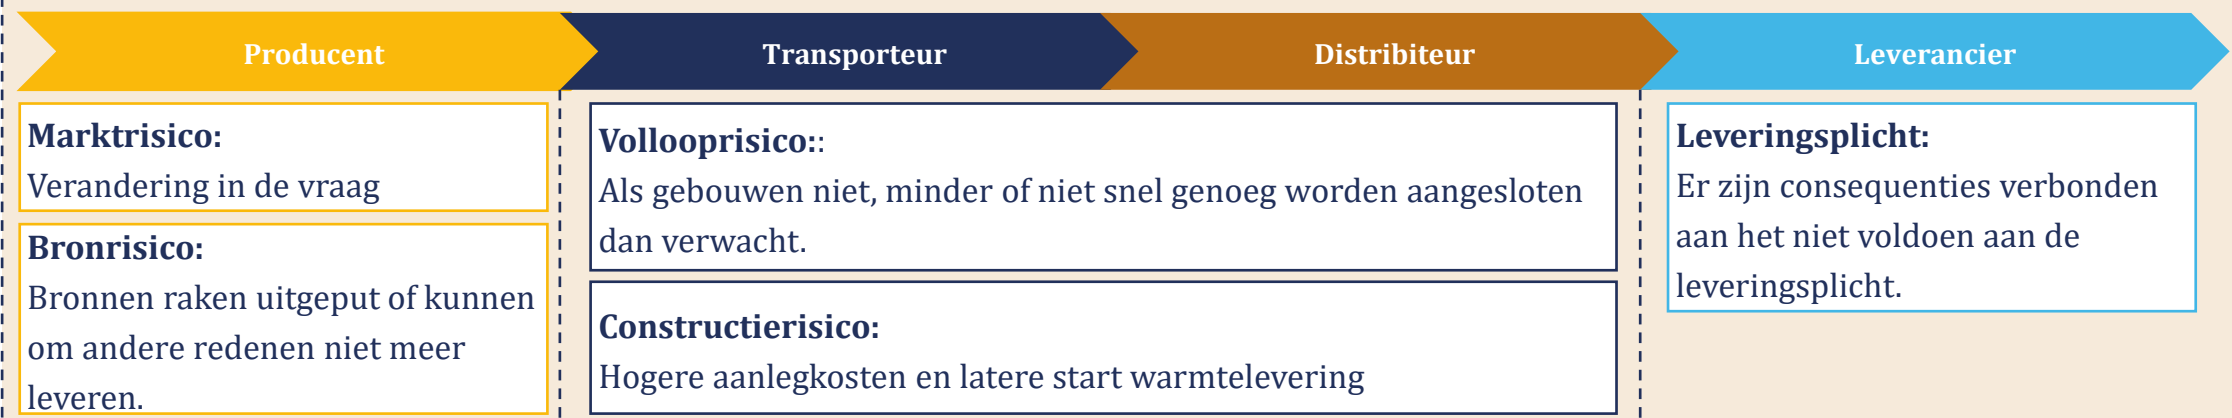 Producent
Transporteur
Distribiteur
Leverancier
Marktrisico:
Verandering in de vraag
Bronrisico:
Bronnen raken uitgeput of kunnen
om andere redenen niet meer
leveren.
Vollooprisico::
Als gebouwen niet, minder of niet snel genoeg worden aangesloten
dan verwacht.
Constructierisico:
Hogere aanlegkosten en latere start warmtelevering
Leveringsplicht:
Er zijn consequenties verbonden
aan het niet voldoen aan de
leveringsplicht.